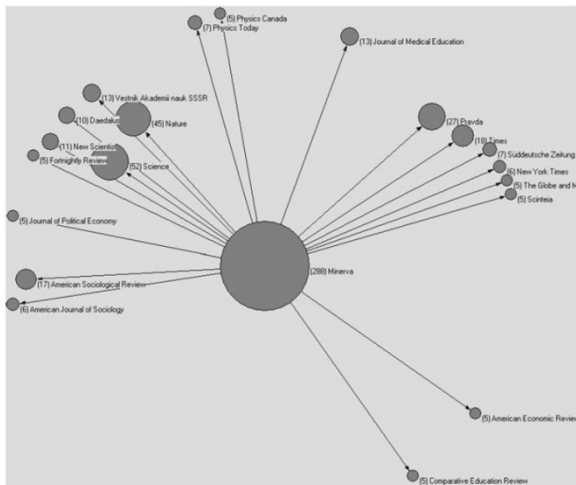 (5) Physics Canada
(7) Physics Today
(13) Journal of Medical Education
(13) Vestnik Akademii nauk SSSR
(10) Daedalus
(45) Nature
(27) Pravda
(18) Times
(11) New Scientist
(7) Süddeutsche Zeitung
(5) Fortnightly Review
(52) Science
(6) New York Times
(5) The Globe and M
(5) Scinteia
(5) Journal of Political Economy
(288) Minerva
(17) American Sociological Review
(6) American Journal of Sociology
(5) American Economic Review
(5) Comparative Education Review